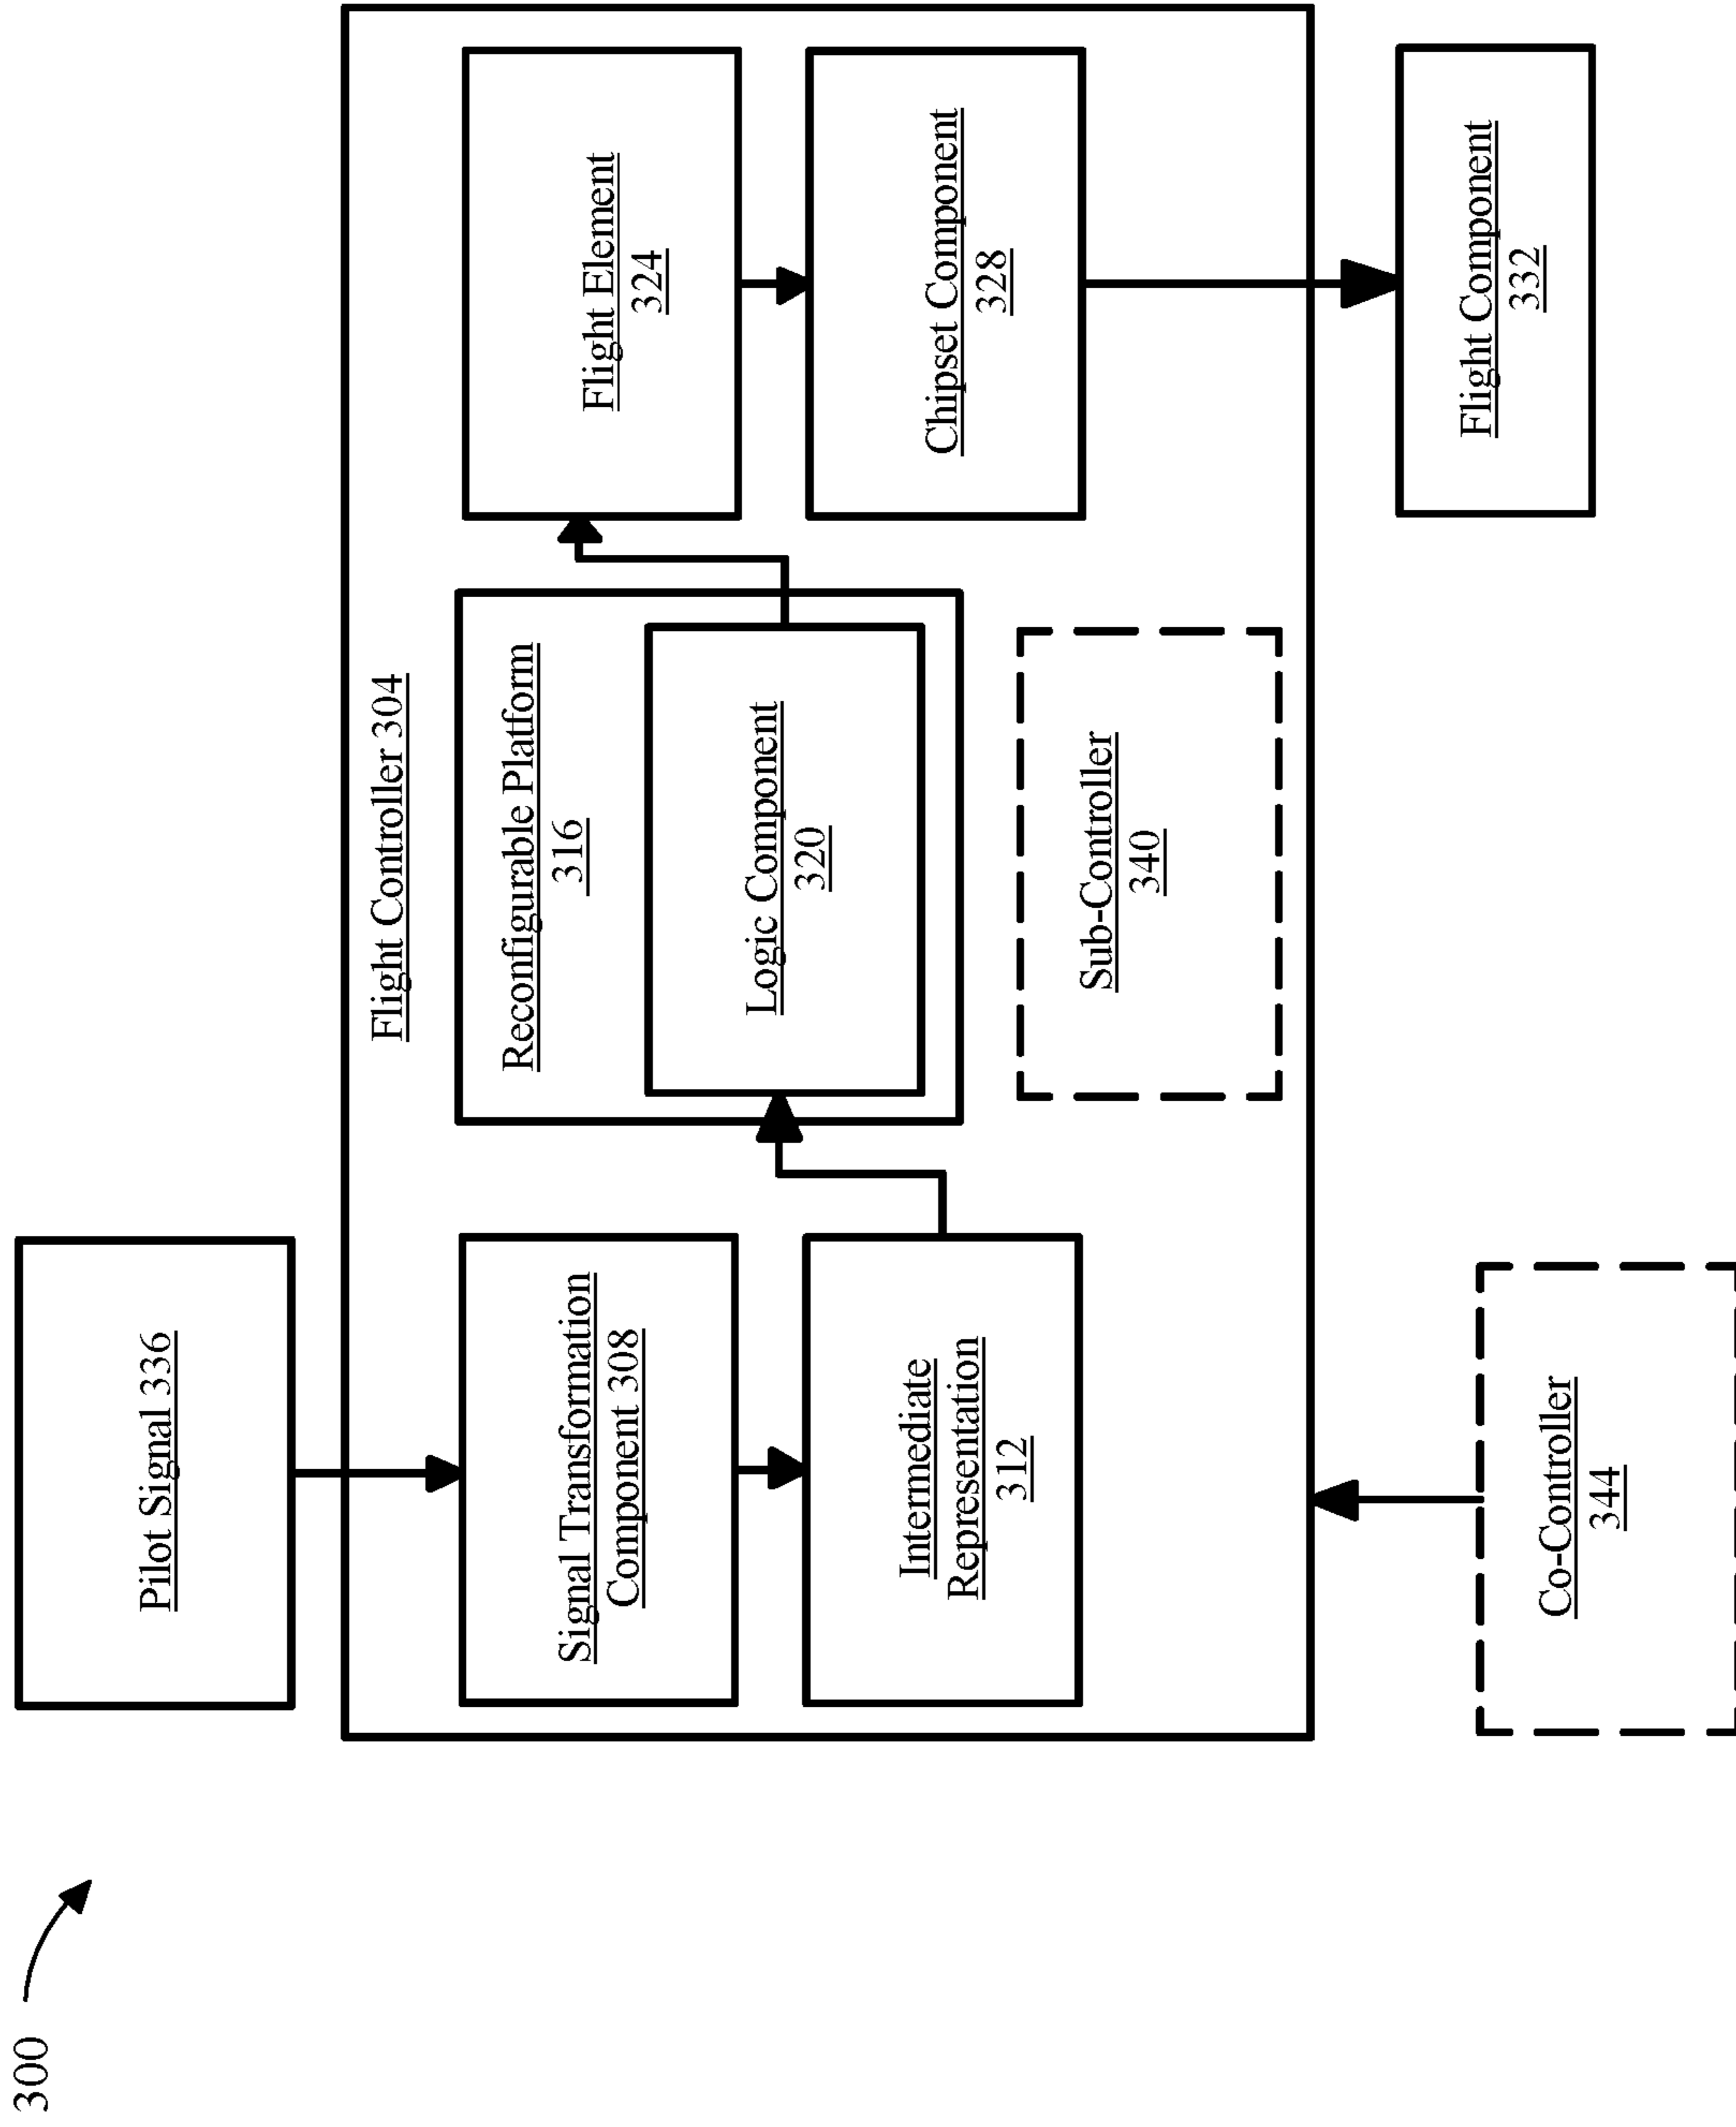 300
Pilot Signal 336
Flight Controller 304
Signal Transformation
Component 308
Intermediate
Representation
312
Reconfigurable Platform
316
Logic Component
320
Sub-Controller
340
Flight Element
324
Chipset Component
328
Co-Controller
344
Flight Component
332